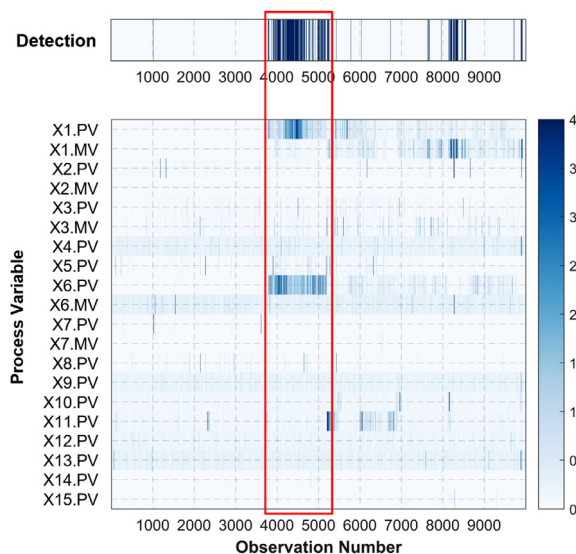 Detection
1000 2000 3000 4000 5000 6000 7000 8000 9000
X1.PV
X1.MV
X2.PV
X2.MV
X3.PV
X3.MV
X4.PV
X5.PV
X6.PV
X6.MV
X7.PV
X7.MV
X8.PV
X9.PV
X10.PV
X11.PV
X12.PV
X13.PV
X14.PV
X15.PV
Process Variable
1000 2000 3000 4000 5000 6000 7000 8000 9000
Observation Number
4
3
3
2
2
1
1
0
0